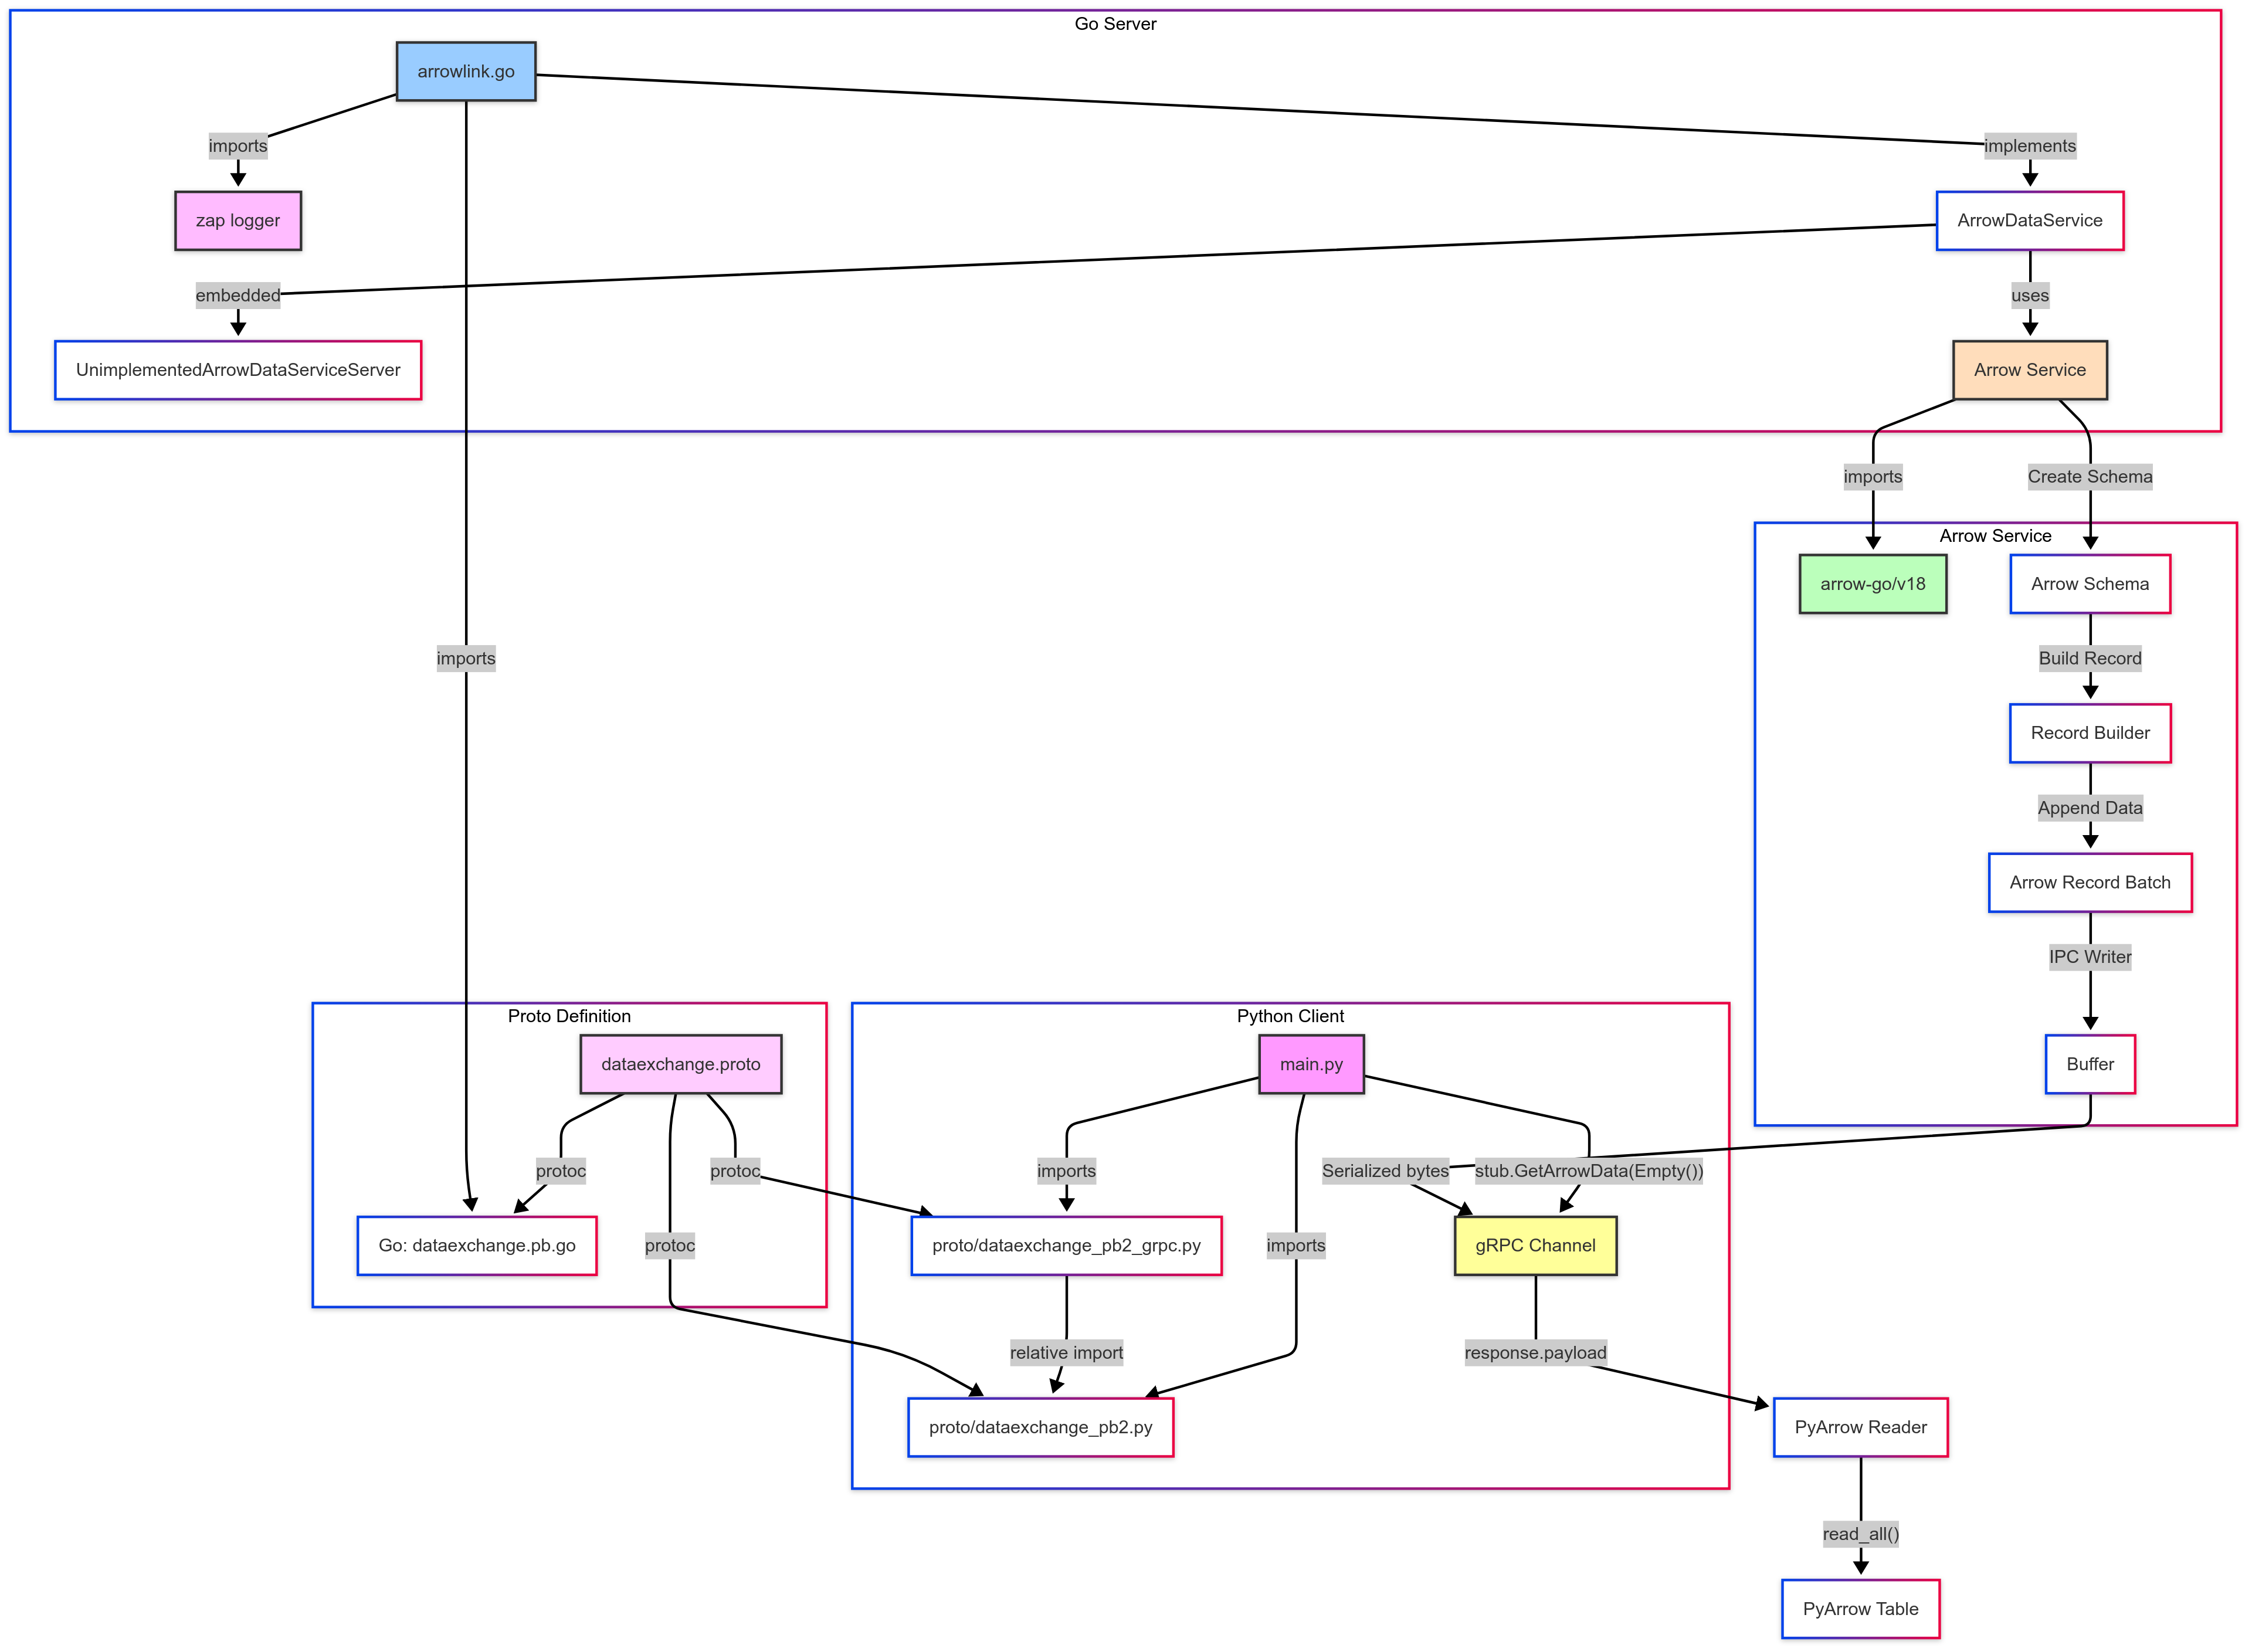 Go Server
arrowlink.go
imports
implements
zap logger
ArrowDataService
embedded
uses
UnimplementedArrowDataServiceServer
Arrow Service
imports
Create Schema
Arrow Service
arrow-go/v18
Arrow Schema
imports
Build Record
Record Builder
Append Data
Arrow Record Batch
IPC Writer
Proto Definition
Python Client
dataexchange.proto
main.py
Buffer
protoc
protoc
imports
Serialized bytes
stub.GetArrowData(Empty())
Go: dataexchange.pb.go
protoc
proto/dataexchange_pb2_grpc.py
imports
gRPC Channel
relative import
response.payload
proto/dataexchange_pb2.py
PyArrow Reader
read_all()
PyArrow Table